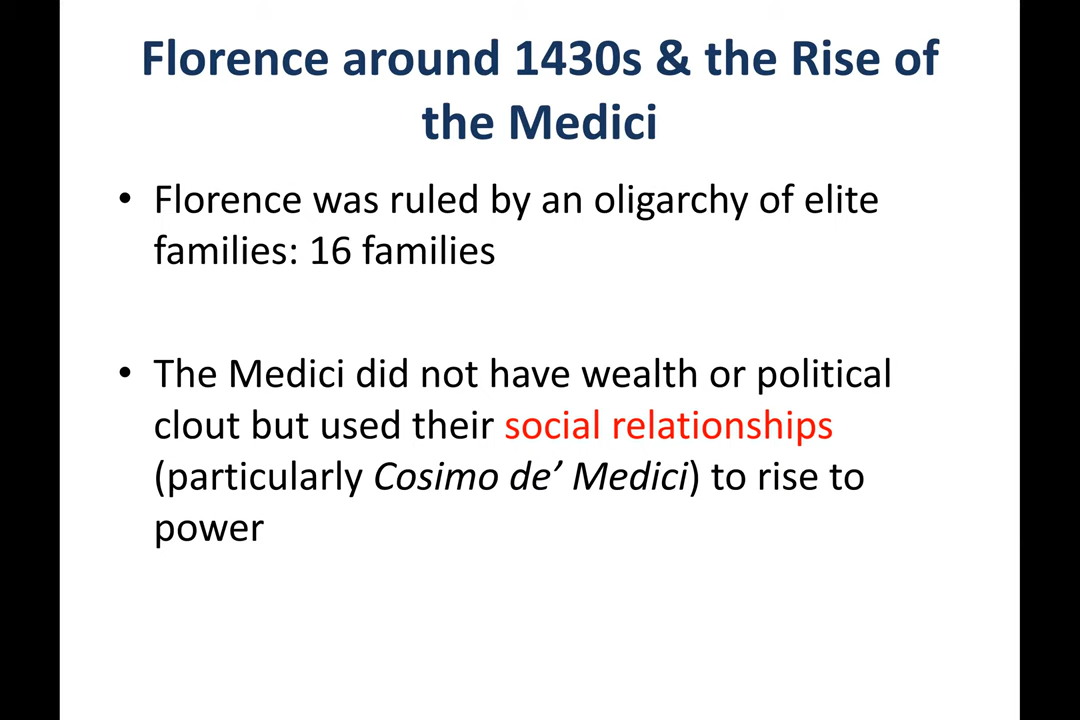 Florence around 1430s & the Rise of
the Medici
• Florence was ruled by an oligarchy of elite
families: 16 families
• The Medici did not have wealth or political
clout but used their social relationships
(particularly Cosimo de’ Medici) to rise to
power